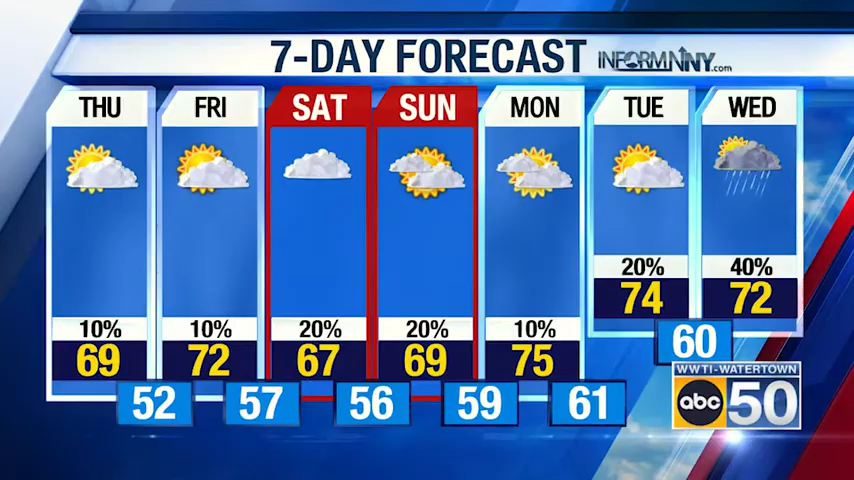 7-DAY FORECAST INFORMNNY.com
THU FRI SAT SUN MON TUE WED
20% 40%
74 72
10% 10% 20% 20% 10%
69 72 67 69 75
60
52 57 56 59 61
WWTI-WATERTOWN
abc 50